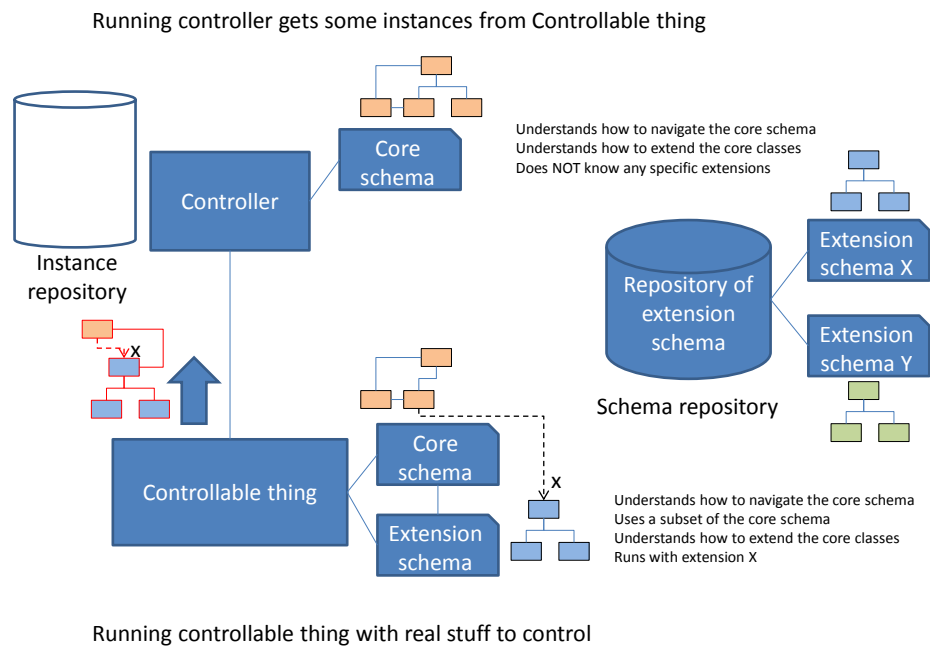 Running controller gets some instances from Controllable thing
Understands how to navigate the core schema
Understands how to extend the core classes
Does NOT know any specific extensions
Core
schema
Controller
Instance
repository
Extension
schema X
Repository of
extension
schema
Extension
schema Y
Schema repository
X
Core
schema
Controllable thing
X
Extension
schema
Understands how to navigate the core schema
Uses a subset of the core schema
Understands how to extend the core classes
Runs with extension X
Running controllable thing with real stuff to control